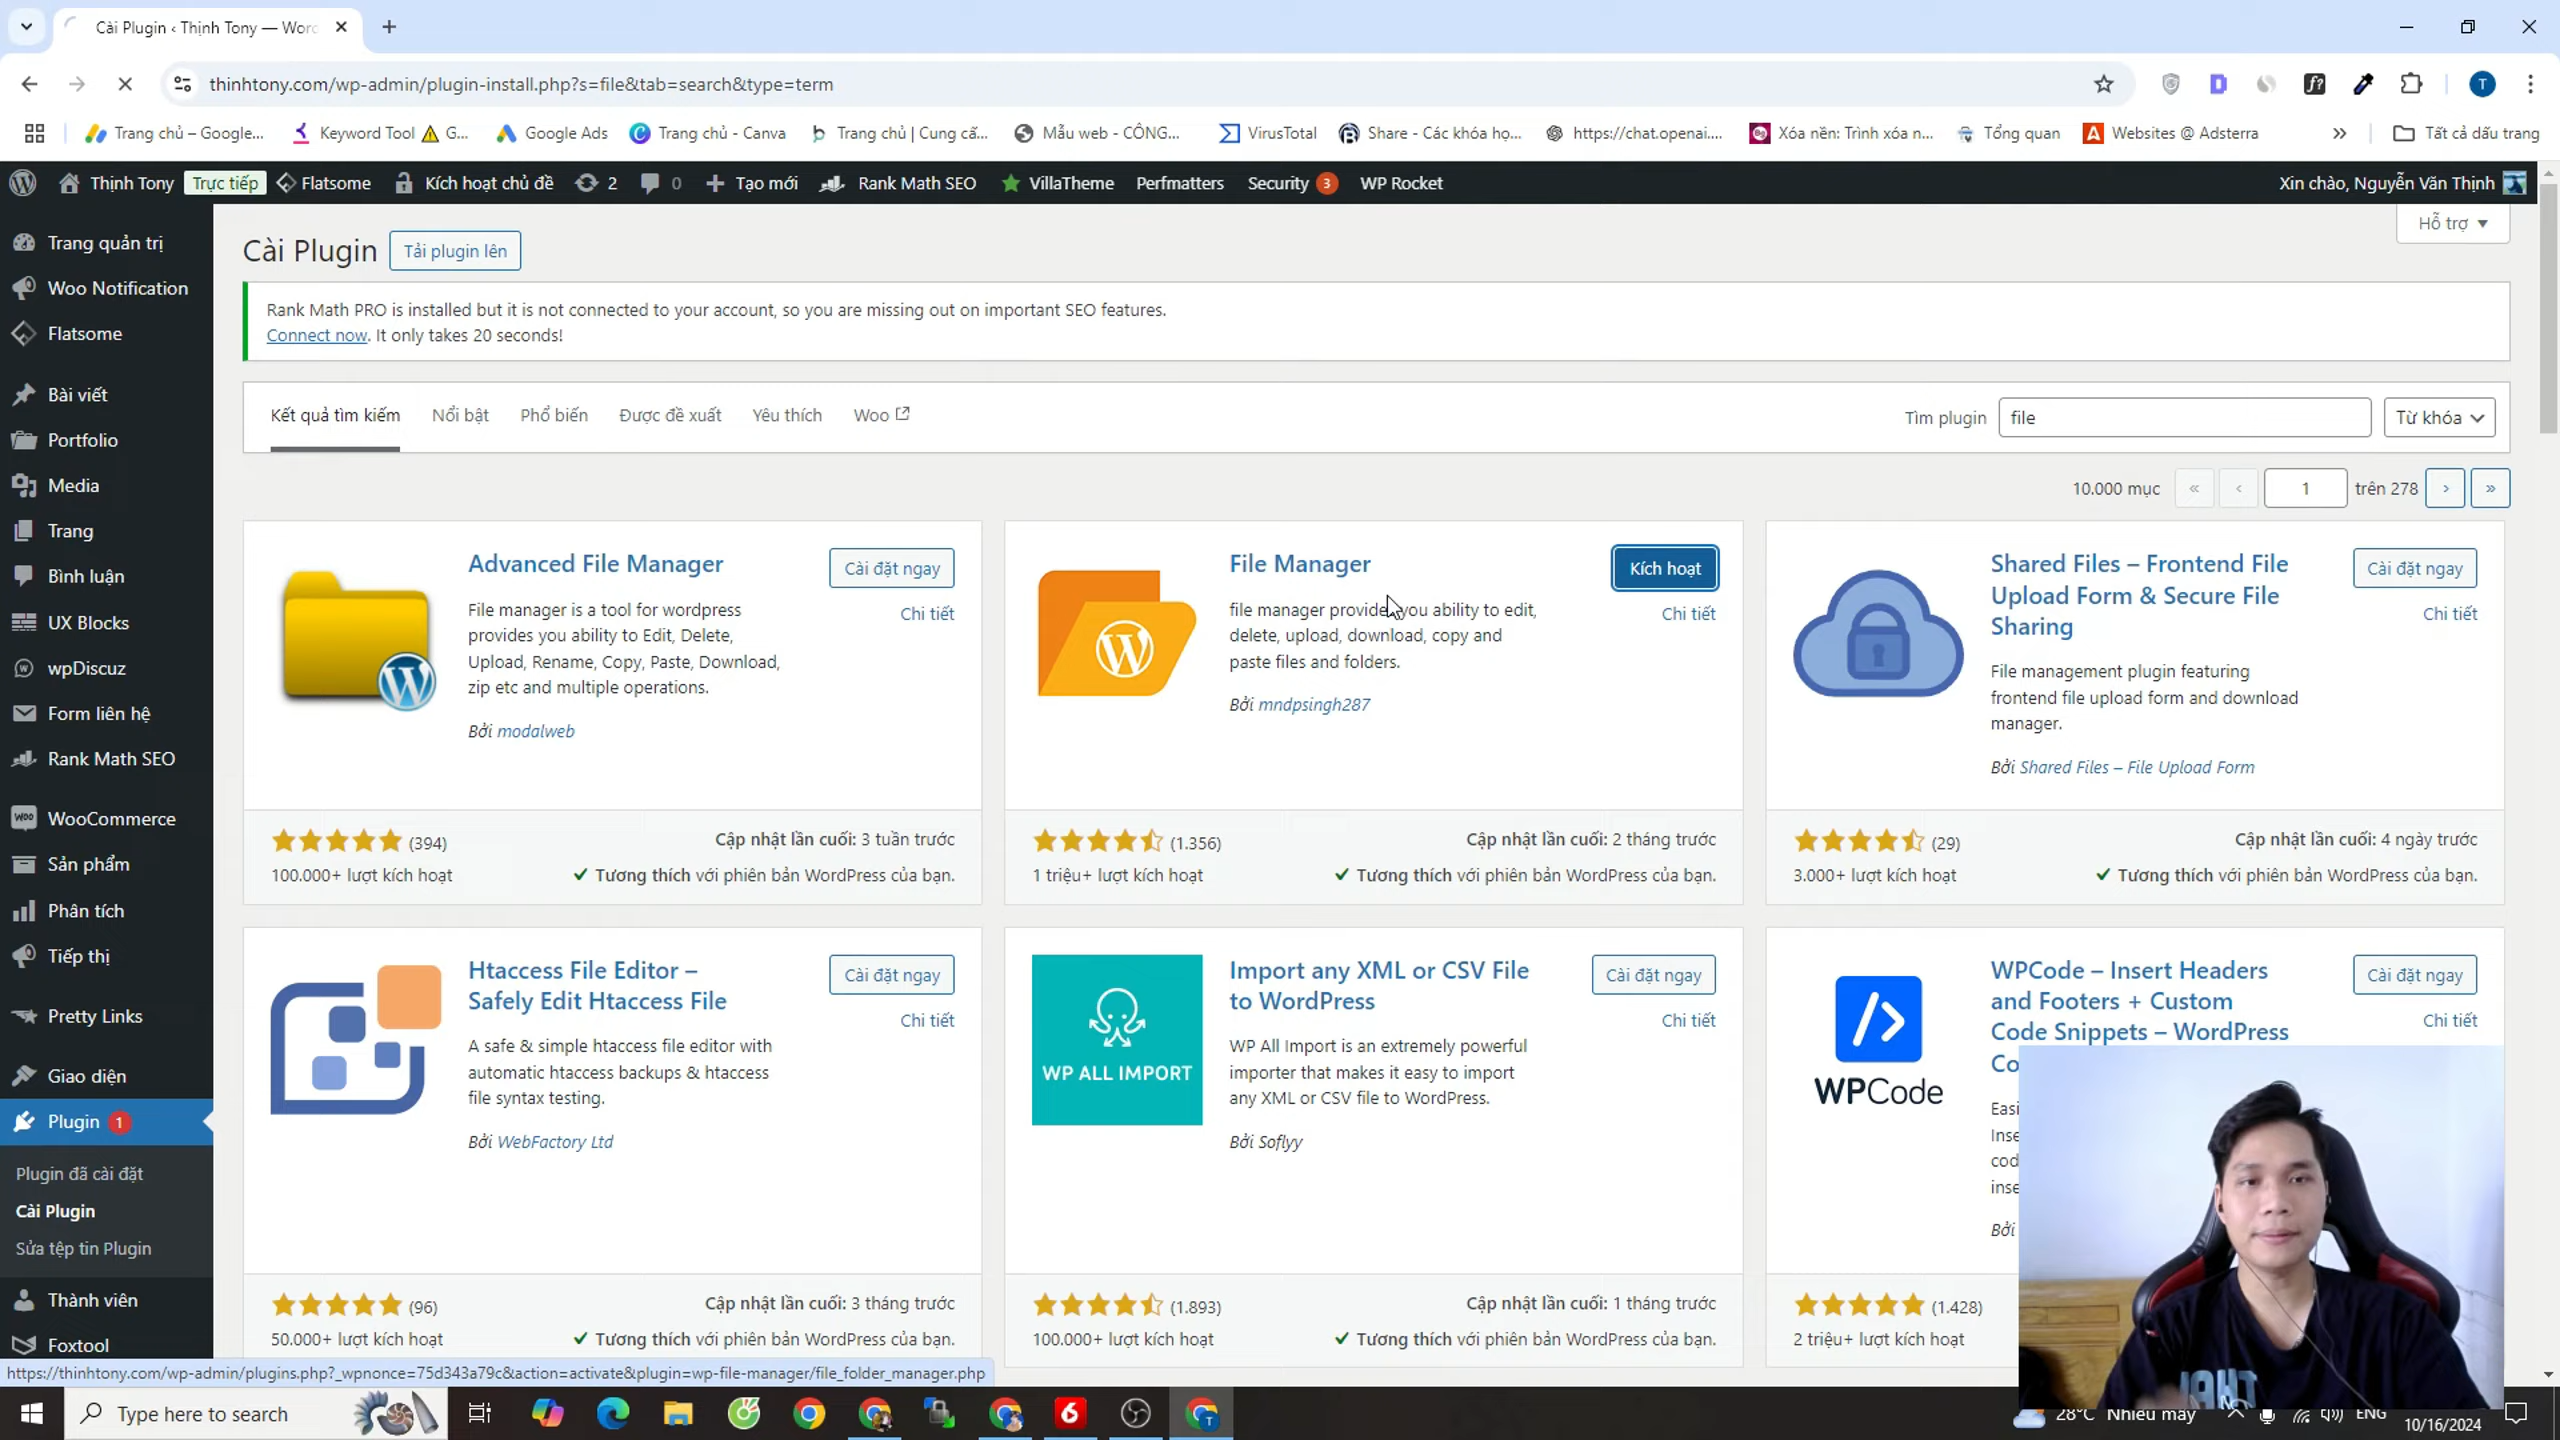 Cài Plugin ‹ Thịnh Tony — Word
thinhtony.com/wp-admin/plugin-install.php?s=file&tab=search&type=term
Trang chủ – Google...
Keyword Tool ⚠ G...
Google Ads
Trang chủ - Canva
Trang chủ | Cung cấ...
Mẫu web - CÔNG...
VirusTotal
Share - Các khóa họ...
https://chat.openai....
Xóa nền: Trình xóa n...
Tổng quan
Websites @ Adsterra
»
Tất cả dấu trang
Thịnh Tony
Trực tiếp
Flatsome
Kích hoạt chủ đề
2
0
Tạo mới
Rank Math SEO
VillaTheme
Perfmatters
Security 3
WP Rocket
Xin chào, Nguyễn Văn Thịnh
Trang quản trị
Woo Notification
Flatsome
Bài viết
Portfolio
Media
Trang
Bình luận
UX Blocks
wpDiscuz
Form liên hệ
Rank Math SEO
WooCommerce
Sản phẩm
Phân tích
Tiếp thị
Pretty Links
Giao diện
Plugin 1
Plugin đã cài đặt
Cài Plugin
Sửa tệp tin Plugin
Thành viên
Foxtool
Hỗ trợ
Cài Plugin
Tải plugin lên
Rank Math PRO is installed but it is not connected to your account, so you are missing out on important SEO features.
Connect now. It only takes 20 seconds!
Kết quả tìm kiếm
Nổi bật
Phổ biến
Được đề xuất
Yêu thích
Woo
Tìm plugin
file
Từ khóa
10.000 mục
«
‹
1
trên 278
›
»
Advanced File Manager
Cài đặt ngay
Chi tiết
File manager is a tool for wordpress
provides you ability to Edit, Delete,
Upload, Rename, Copy, Paste, Download,
zip etc and multiple operations.
Bởi modalweb
(394)
Cập nhật lần cuối: 3 tuần trước
100.000+ lượt kích hoạt
✔ Tương thích với phiên bản WordPress của bạn.
File Manager
Kích hoạt
Chi tiết
file manager provides you ability to edit,
delete, upload, download, copy and
paste files and folders.
Bởi mndpsingh287
(1.356)
Cập nhật lần cuối: 2 tháng trước
1 triệu+ lượt kích hoạt
✔ Tương thích với phiên bản WordPress của bạn.
Shared Files – Frontend File
Upload Form & Secure File
Sharing
Cài đặt ngay
Chi tiết
File management plugin featuring
frontend file upload form and download
manager.
Bởi Shared Files – File Upload Form
(29)
Cập nhật lần cuối: 4 ngày trước
3.000+ lượt kích hoạt
✔ Tương thích với phiên bản WordPress của bạn.
Htaccess File Editor –
Safely Edit Htaccess File
Cài đặt ngay
Chi tiết
A safe & simple htaccess file editor with
automatic htaccess backups & htaccess
file syntax testing.
Bởi WebFactory Ltd
(96)
Cập nhật lần cuối: 3 tháng trước
50.000+ lượt kích hoạt
✔ Tương thích với phiên bản WordPress của bạn.
WP ALL IMPORT
Import any XML or CSV File
to WordPress
Cài đặt ngay
Chi tiết
WP All Import is an extremely powerful
importer that makes it easy to import
any XML or CSV file to WordPress.
Bởi Soflyy
(1.893)
Cập nhật lần cuối: 1 tháng trước
100.000+ lượt kích hoạt
✔ Tương thích với phiên bản WordPress của bạn.
WPCode
WPCode – Insert Headers
and Footers + Custom
Code Snippets – WordPress
Co
Cài đặt ngay
Chi tiết
Easi
Inse
cod
inse
Bởi
(1.428)
2 triệu+ lượt kích hoạt
https://thinhtony.com/wp-admin/plugins.php?_wpnonce=75d343a79c&action=activate&plugin=wp-file-manager/file_folder_manager.php
Type here to search
28°C Nhiều mây
ENG
10/16/2024